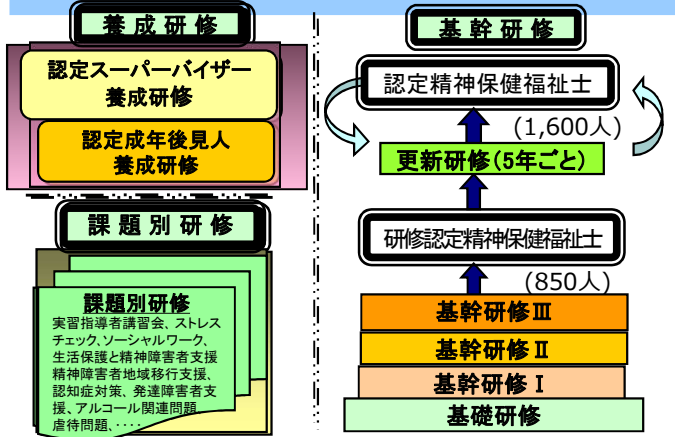 養成研修
認定スーパーバイザー
養成研修
認定成年後見人
養成研修
課題別研修
課題別研修
実習指導者講習会、ストレス
チェック、ソーシャルワーク、
生活保護と精神障害者支援
精神障害者地域移行支援、
認知症対策、発達障害者支
援、アルコール関連問題、
虐待問題、・・・・
基幹研修
認定精神保健福祉士
(1,600人)
更新研修(5年ごと)
研修認定精神保健福祉士
(850人)
基幹研修Ⅲ
基幹研修Ⅱ
基幹研修Ⅰ
基礎研修